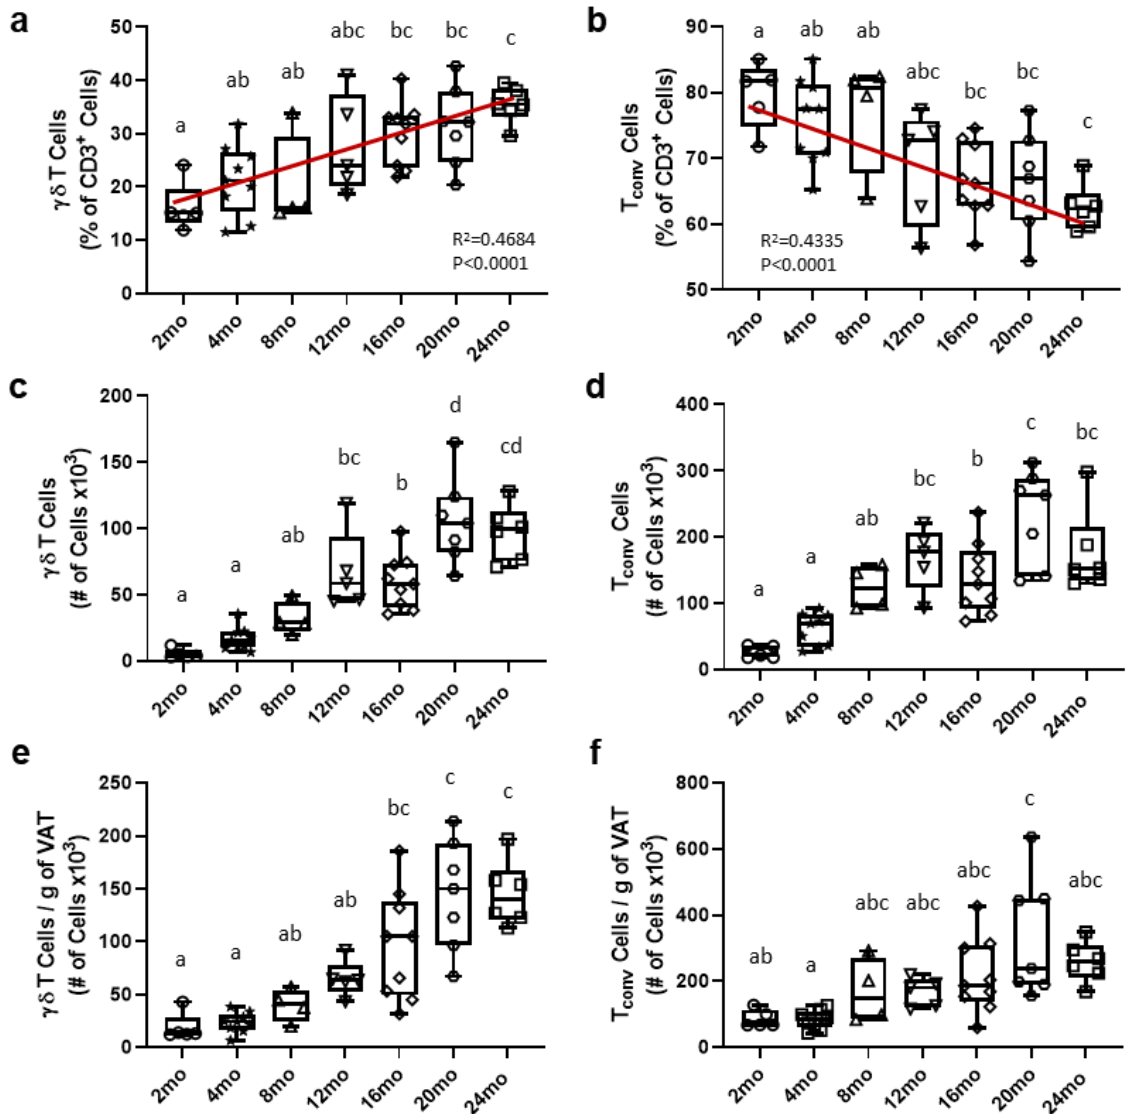 a
γδ T Cells
(% of CD3⁺ Cells)
50
40
30
20
10
0
a
ab
ab
abc
bc
bc
c
R²=0.4684
P<0.0001
2mo
4mo
8mo
12mo
16mo
20mo
24mo
b
Tconv Cells
(% of CD3⁺ Cells)
90
80
70
60
50
a
ab
ab
abc
bc
bc
c
R²=0.4335
P<0.0001
2mo
4mo
8mo
12mo
16mo
20mo
24mo
c
γδ T Cells
(# of Cells x10³)
200
150
100
50
0
a
a
ab
bc
b
d
cd
2mo
4mo
8mo
12mo
16mo
20mo
24mo
d
Tconv Cells
(# of Cells x10³)
400
300
200
100
0
a
a
ab
bc
b
c
bc
2mo
4mo
8mo
12mo
16mo
20mo
24mo
e
γδ T Cells / g of VAT
(# of Cells x10³)
250
200
150
100
50
0
a
a
ab
ab
bc
c
c
2mo
4mo
8mo
12mo
16mo
20mo
24mo
f
Tconv Cells / g of VAT
(# of Cells x10³)
800
600
400
200
0
ab
a
abc
abc
abc
c
abc
2mo
4mo
8mo
12mo
16mo
20mo
24mo